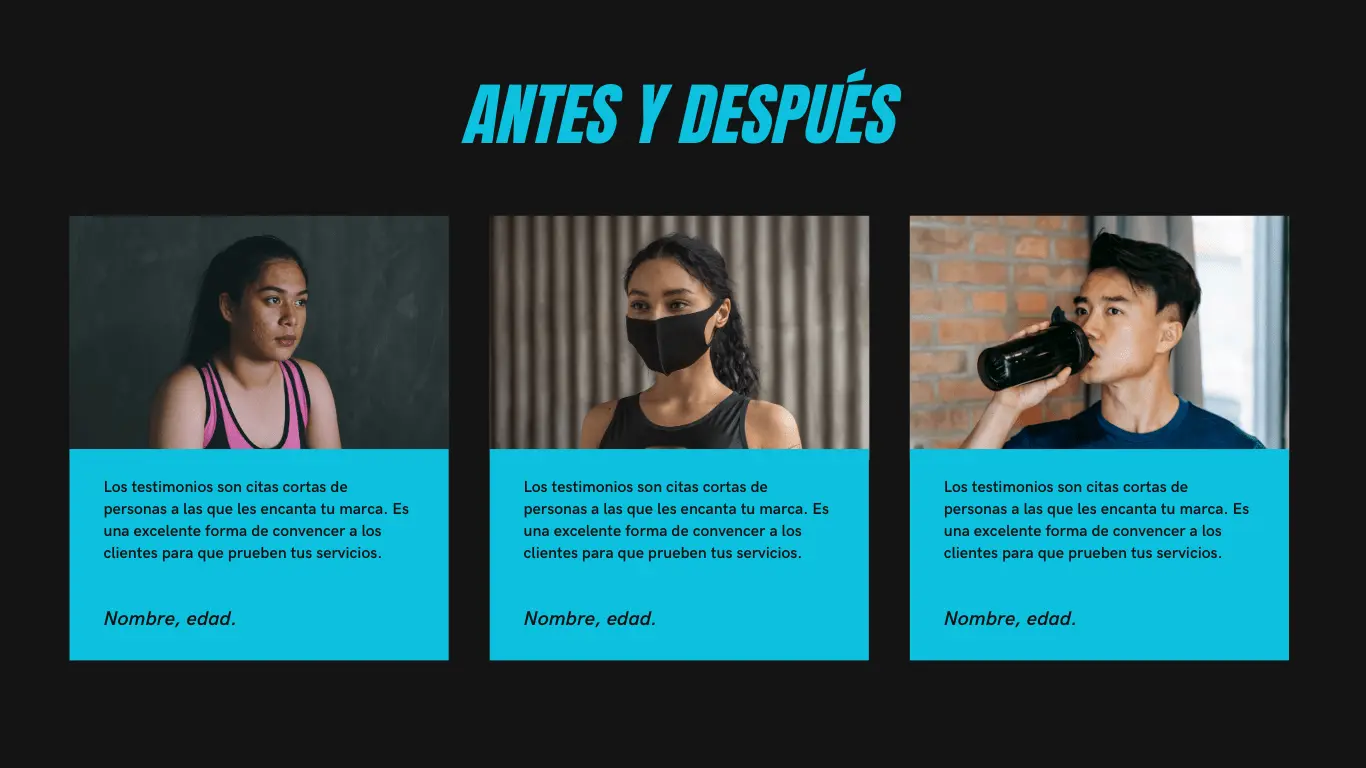 ANTES Y DESPUÉS
Los testimonios son citas cortas de
personas a las que les encanta tu marca. Es
una excelente forma de convencer a los
clientes para que prueben tus servicios.
Nombre, edad.
Los testimonios son citas cortas de
personas a las que les encanta tu marca. Es
una excelente forma de convencer a los
clientes para que prueben tus servicios.
Nombre, edad.
Los testimonios son citas cortas de
personas a las que les encanta tu marca. Es
una excelente forma de convencer a los
clientes para que prueben tus servicios.
Nombre, edad.